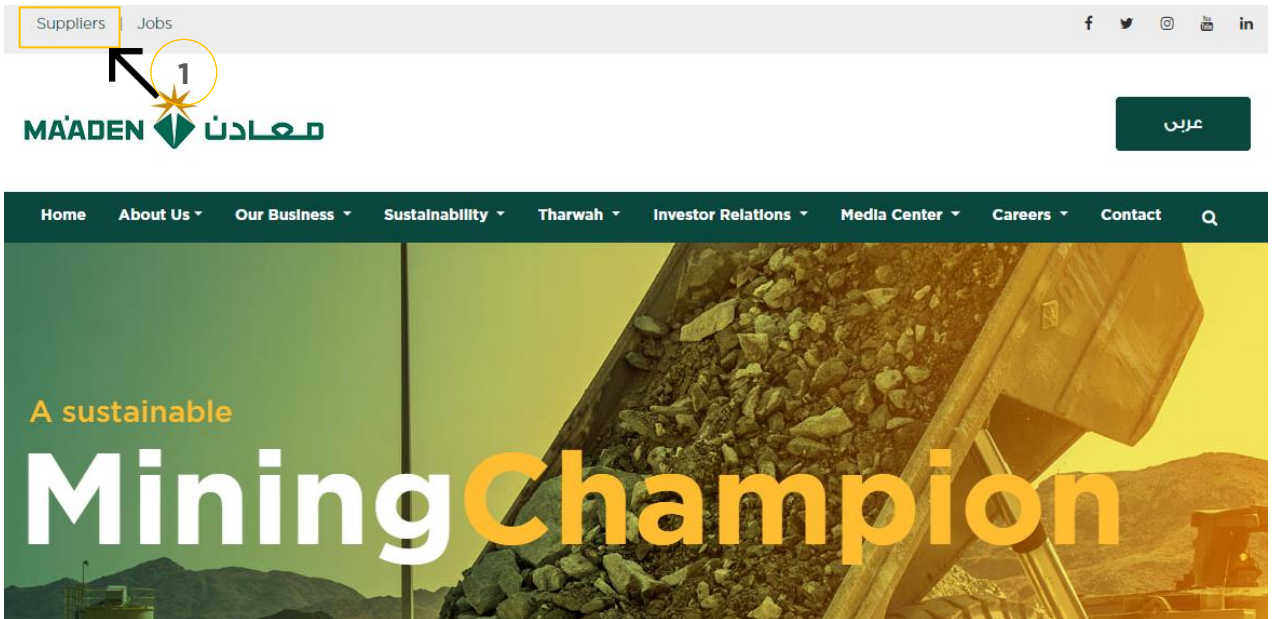 Suppliers | Jobs
1
MA'ADEN معادن
عربى
Home About Us Our Business Sustainability Tharwah Investor Relations Media Center Careers Contact
A sustainable
MiningChampion